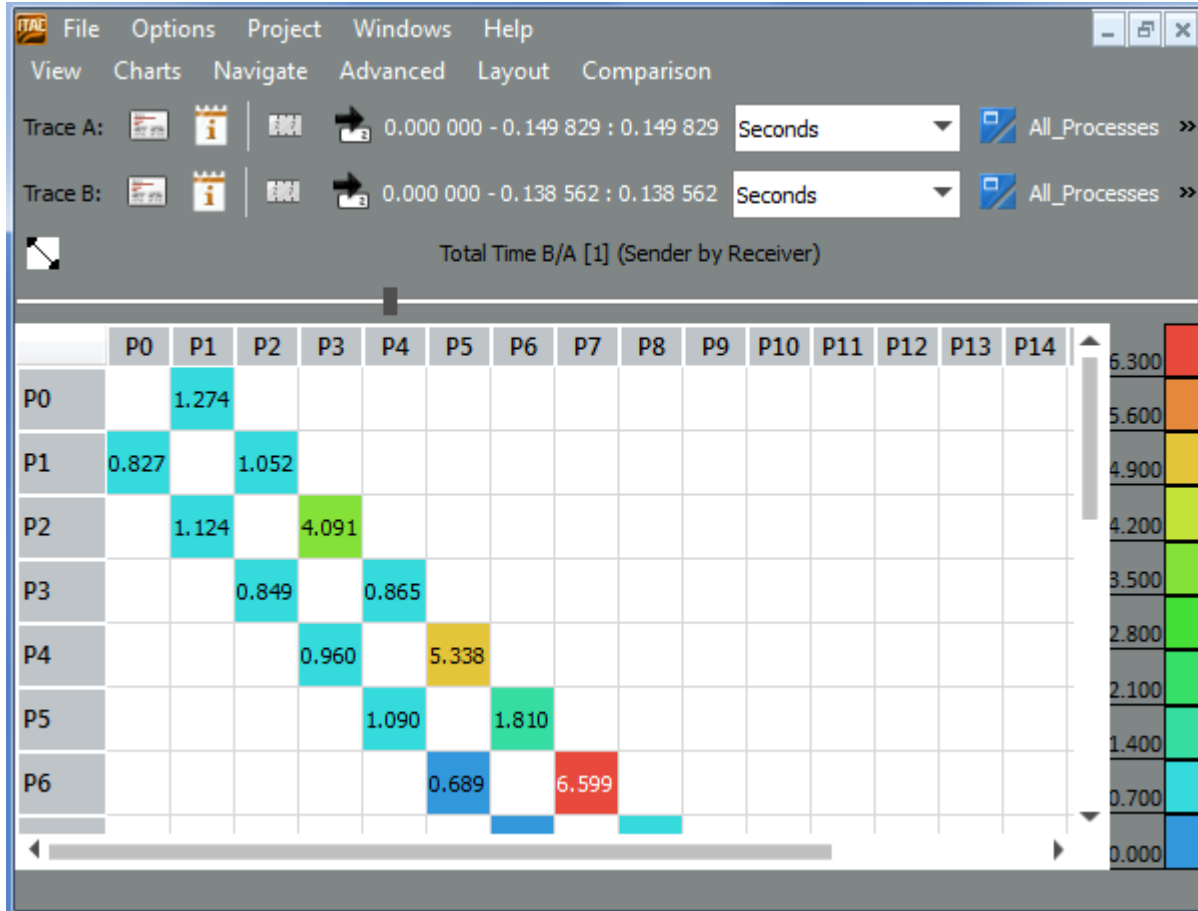 ITAC File Options Project Windows Help
View Charts Navigate Advanced Layout Comparison
Trace A: 0.000 000 - 0.149 829 : 0.149 829 Seconds All_Processes »
Trace B: 0.000 000 - 0.138 562 : 0.138 562 Seconds All_Processes »
Total Time B/A [1] (Sender by Receiver)
P0 P1 P2 P3 P4 P5 P6 P7 P8 P9 P10 P11 P12 P13 P14
6.300
P0 1.274
5.600
P1 0.827 1.052
4.900
P2 1.124 4.091
4.200
P3 0.849 0.865
3.500
2.800
P4 0.960 5.338
2.100
P5 1.090 1.810
1.400
P6 0.689 6.599
0.700
0.000